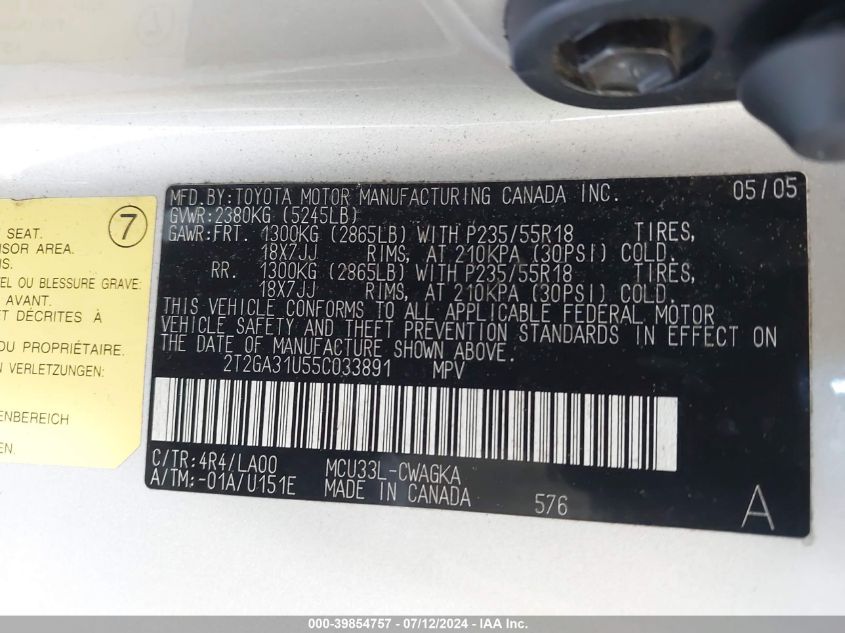 SEAT.
SOR AREA.
⑦
EL OU BLESSURE GRAVE:
AVANT.
ET DÉCRITES À
DU PROPRIÉTAIRE.
N VERLETZUNGEN
ENBEREICH
EN.
MFD.BY:TOYOTA MOTOR MANUFACTURING CANADA INC. 05/05
GVWR:2380KG (5245LB)
GAWR:FRT. 1300KG (2865LB) WITH P235/55R18 TIRES,
18X7JJ RIMS, AT 210KPA (30PSI) COLD.
RR. 1300KG (2865LB) WITH P235/55R18 TIRES,
18X7JJ RIMS, AT 210KPA (30PSI) COLD.
THIS VEHICLE CONFORMS TO ALL APPLICABLE FEDERAL MOTOR
VEHICLE SAFETY AND THEFT PREVENTION STANDARDS IN EFFECT ON
THE DATE OF MANUFACTURE SHOWN ABOVE.
2T2GA31U55C033891 MPV
C/TR:4R4/LA00 MCU33L-CWAGKA
A/TM:-01A/U151E MADE IN CANADA 576 A
000-39854757 - 07/12/2024 - IAA Inc.